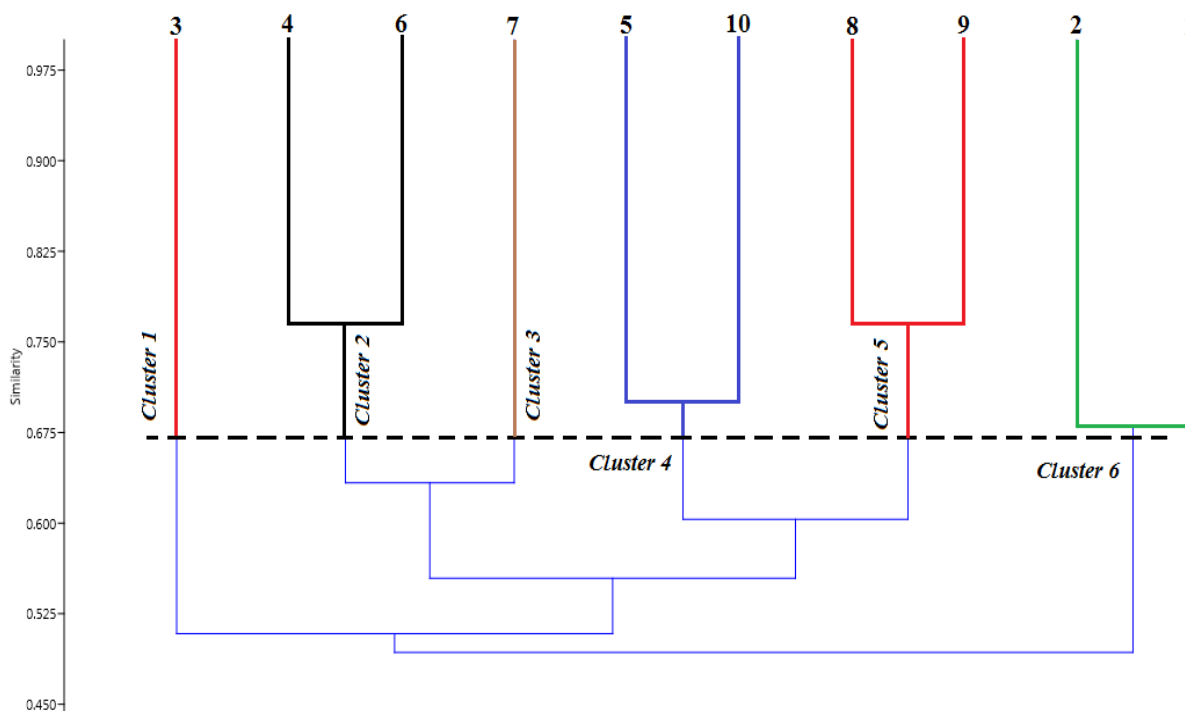 3 4 6 7 5 10 8 9 2
0.975
0.900
0.825
0.750
0.675
0.600
0.525
0.450
Similarity
Cluster 1
Cluster 2
Cluster 3
Cluster 4
Cluster 5
Cluster 6